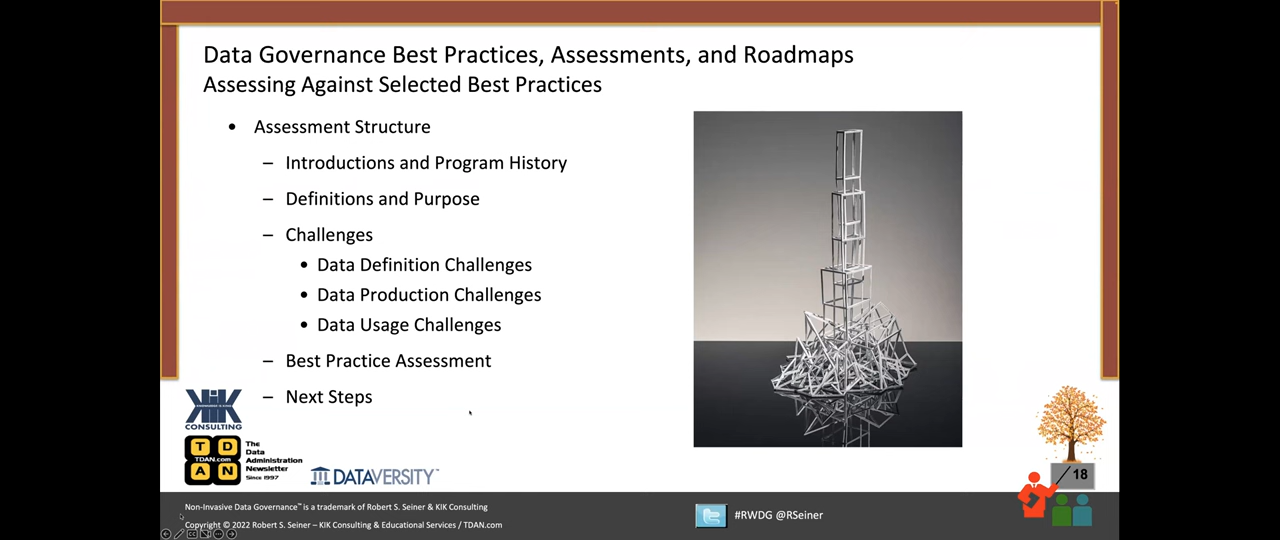 Data Governance Best Practices, Assessments, and Roadmaps
Assessing Against Selected Best Practices
• Assessment Structure
– Introductions and Program History
– Definitions and Purpose
– Challenges
• Data Definition Challenges
• Data Production Challenges
• Data Usage Challenges
– Best Practice Assessment
– Next Steps
KIK
CONSULTING
T D
TDAN.com
A N
The
Data
Administration
Newsletter
Since 1997
DATAVERSITY
18
Non-Invasive Data Governance™ is a trademark of Robert S. Seiner & KIK Consulting
Copyright © 2022 Robert S. Seiner – KIK Consulting & Educational Services / TDAN.com
#RWDG @RSeiner